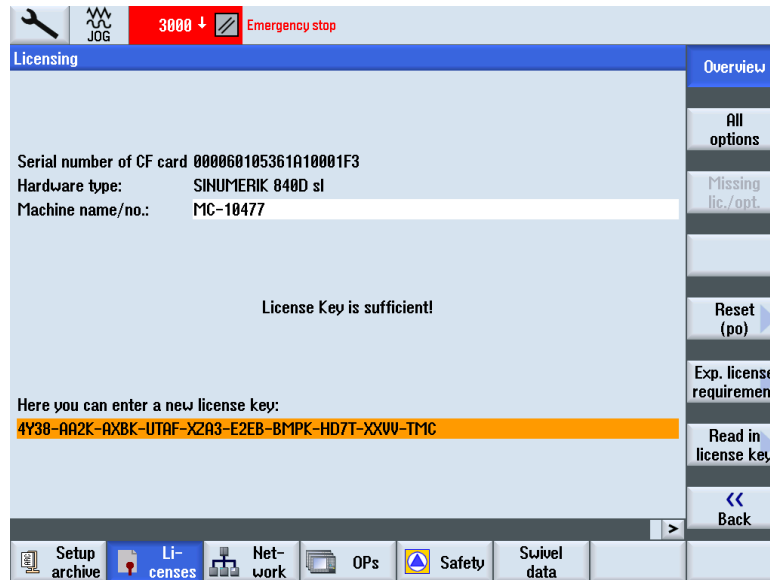 JOG
3000 ↓ Emergency stop
Licensing
Overview
All
options
Serial number of CF card 000060105361A10001F3
Hardware type: SINUMERIK 840D sl
Missing
lic./opt.
Machine name/no.: MC-10477
License Key is sufficient!
Reset
(po)
Exp. license
requiremen
Here you can enter a new license key:
4Y38-AA2K-AXBK-UTAF-XZA3-E2EB-BMPK-HD7T-XXVV-TMC
Read in
license key
<<
Back
>
Setup
archive
Li-
censes
Net-
work
OPs
Safety
Swivel
data